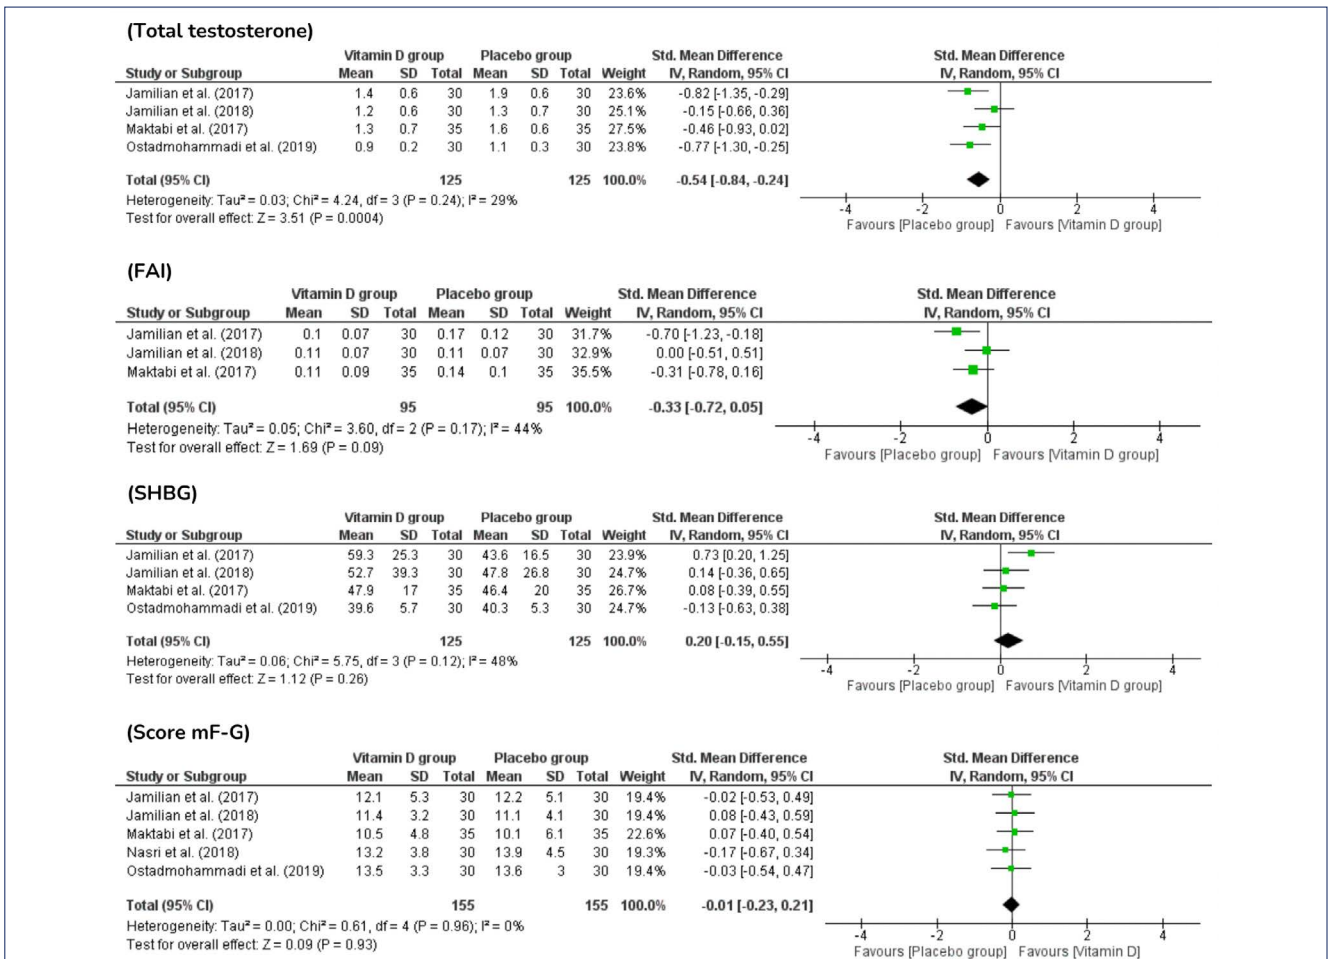 (Total testosterone)
Vitamin D group Placebo group Std. Mean Difference Std. Mean Difference
Study or Subgroup Mean SD Total Mean SD Total Weight IV, Random, 95% CI IV, Random, 95% CI
Jamilian et al. (2017) 1.4 0.6 30 1.9 0.6 30 23.6% -0.82 [-1.35, -0.29]
Jamilian et al. (2018) 1.2 0.6 30 1.3 0.7 30 25.1% -0.15 [-0.66, 0.36]
Maktabi et al. (2017) 1.3 0.7 35 1.6 0.6 35 27.5% -0.46 [-0.93, 0.02]
Ostadmohammadi et al. (2019) 0.9 0.2 30 1.1 0.3 30 23.8% -0.77 [-1.30, -0.25]
Total (95% CI) 125 125 100.0% -0.54 [-0.84, -0.24]
Heterogeneity: Tau² = 0.03; Chi² = 4.24, df = 3 (P = 0.24); I² = 29%
Test for overall effect: Z = 3.51 (P = 0.0004)
-4 -2 0 2 4
Favours [Placebo group] Favours [Vitamin D group]
(FAI)
Vitamin D group Placebo group Std. Mean Difference Std. Mean Difference
Study or Subgroup Mean SD Total Mean SD Total Weight IV, Random, 95% CI IV, Random, 95% CI
Jamilian et al. (2017) 0.1 0.07 30 0.17 0.12 30 31.7% -0.70 [-1.23, -0.18]
Jamilian et al. (2018) 0.11 0.07 30 0.11 0.07 30 32.9% 0.00 [-0.51, 0.51]
Maktabi et al. (2017) 0.11 0.09 35 0.14 0.1 35 35.5% -0.31 [-0.78, 0.16]
Total (95% CI) 95 95 100.0% -0.33 [-0.72, 0.05]
Heterogeneity: Tau² = 0.05; Chi² = 3.60, df = 2 (P = 0.17); I² = 44%
Test for overall effect: Z = 1.69 (P = 0.09)
-4 -2 0 2 4
Favours [Placebo group] Favours [Vitamin D group]
(SHBG)
Vitamin D group Placebo group Std. Mean Difference Std. Mean Difference
Study or Subgroup Mean SD Total Mean SD Total Weight IV, Random, 95% CI IV, Random, 95% CI
Jamilian et al. (2017) 59.3 25.3 30 43.6 16.5 30 23.9% 0.73 [0.20, 1.25]
Jamilian et al. (2018) 52.7 39.3 30 47.8 26.8 30 24.7% 0.14 [-0.36, 0.65]
Maktabi et al. (2017) 47.9 17 35 46.4 20 35 26.7% 0.08 [-0.39, 0.55]
Ostadmohammadi et al. (2019) 39.6 5.7 30 40.3 5.3 30 24.7% -0.13 [-0.63, 0.38]
Total (95% CI) 125 125 100.0% 0.20 [-0.15, 0.55]
Heterogeneity: Tau² = 0.06; Chi² = 5.75, df = 3 (P = 0.12); I² = 48%
Test for overall effect: Z = 1.12 (P = 0.26)
-4 -2 0 2 4
Favours [Placebo group] Favours [Vitamin D group]
(Score mF-G)
Vitamin D group Placebo group Std. Mean Difference Std. Mean Difference
Study or Subgroup Mean SD Total Mean SD Total Weight IV, Random, 95% CI IV, Random, 95% CI
Jamilian et al. (2017) 12.1 5.3 30 12.2 5.1 30 19.4% -0.02 [-0.53, 0.49]
Jamilian et al. (2018) 11.4 3.2 30 11.1 4.1 30 19.4% 0.08 [-0.43, 0.59]
Maktabi et al. (2017) 10.5 4.8 35 10.1 6.1 35 22.6% 0.07 [-0.40, 0.54]
Nasri et al. (2018) 13.2 3.8 30 13.9 4.5 30 19.3% -0.17 [-0.67, 0.34]
Ostadmohammadi et al. (2019) 13.5 3.3 30 13.6 3 30 19.4% -0.03 [-0.54, 0.47]
Total (95% CI) 155 155 100.0% -0.01 [-0.23, 0.21]
Heterogeneity: Tau² = 0.00; Chi² = 0.61, df = 4 (P = 0.96); I² = 0%
Test for overall effect: Z = 0.09 (P = 0.93)
-4 -2 0 2 4
Favours [Placebo group] Favours [Vitamin D]